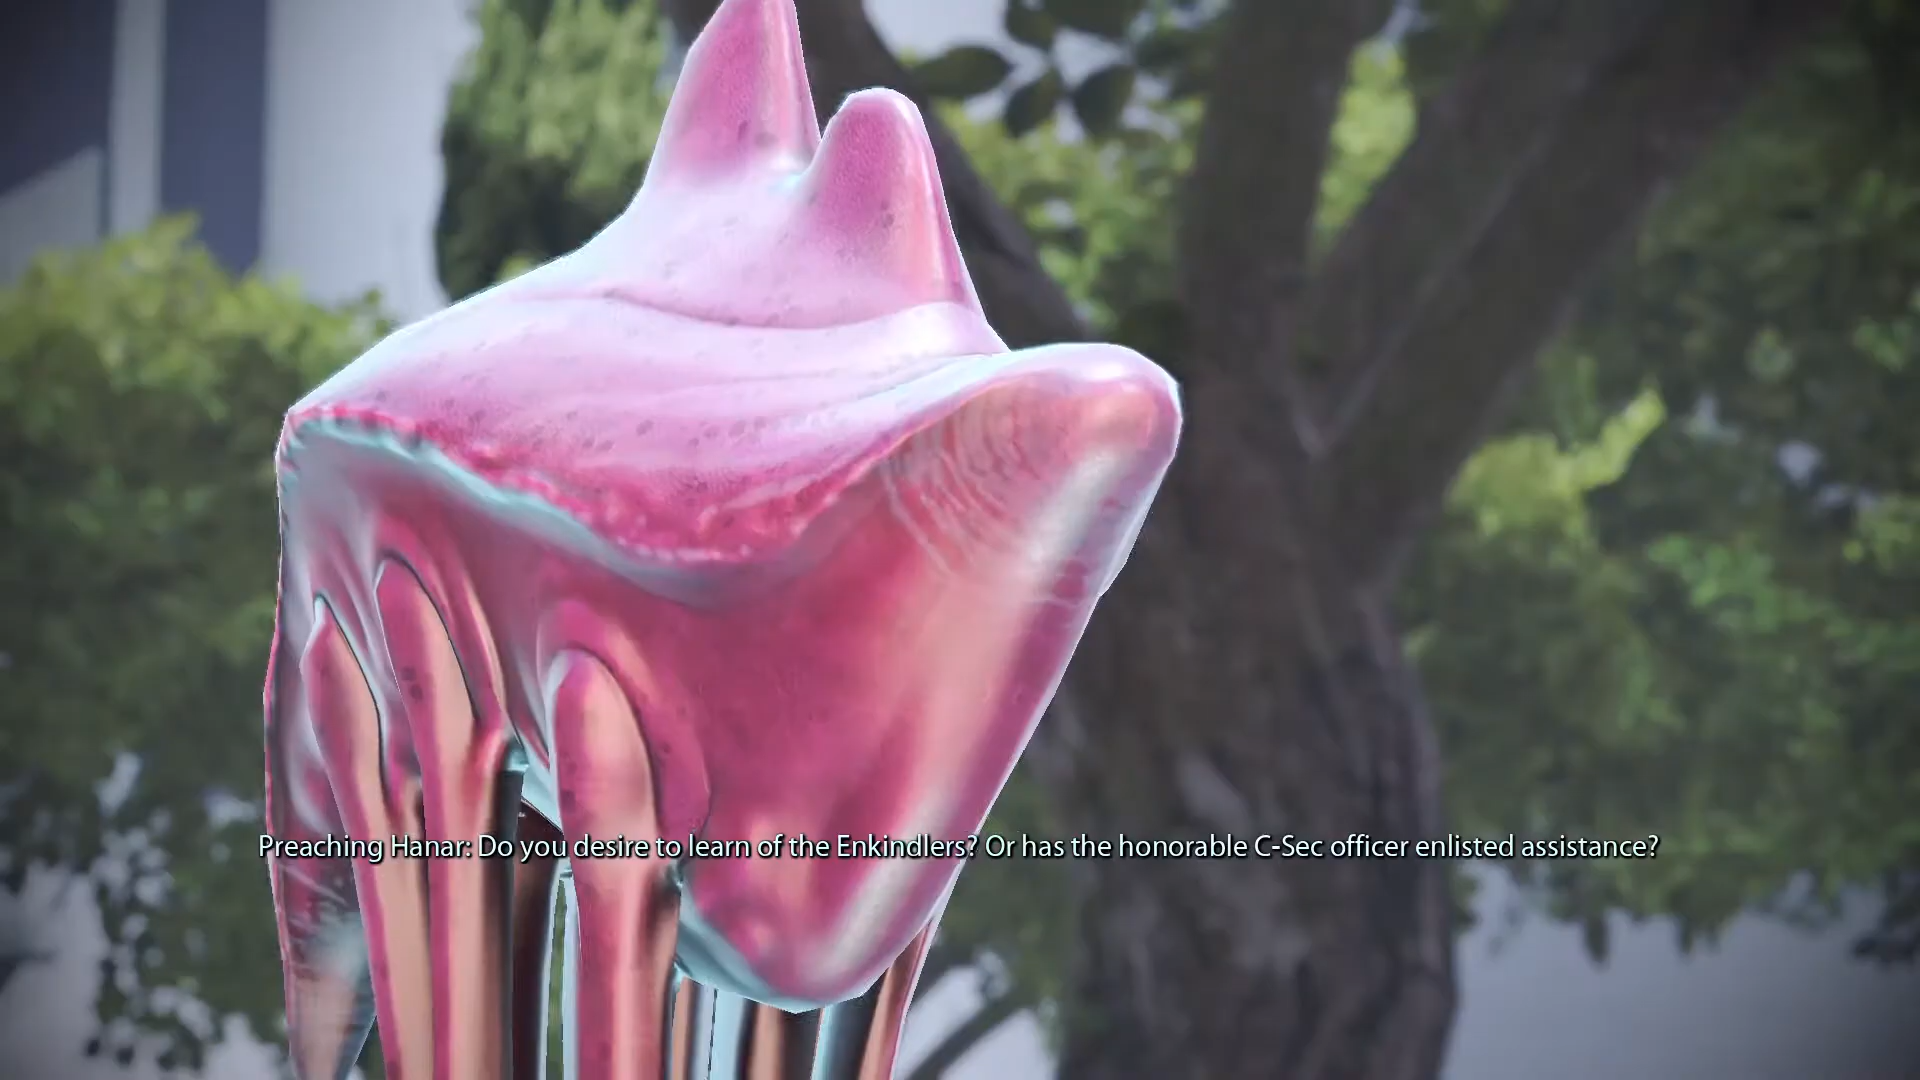 Preaching Hanar: Do you desire to learn of the Enkindlers? Or has the honorable C-Sec officer enlisted assistance?